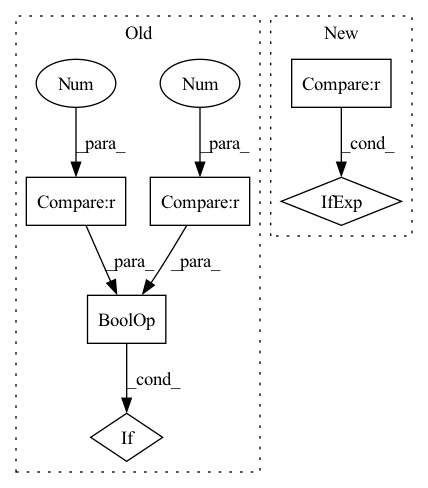 Old
New
Num
Num
Compare:r
_para_
_para_
_cond_
Compare:r
Compare:r
IfExp
_para_
_para_
BoolOp
_cond_
If